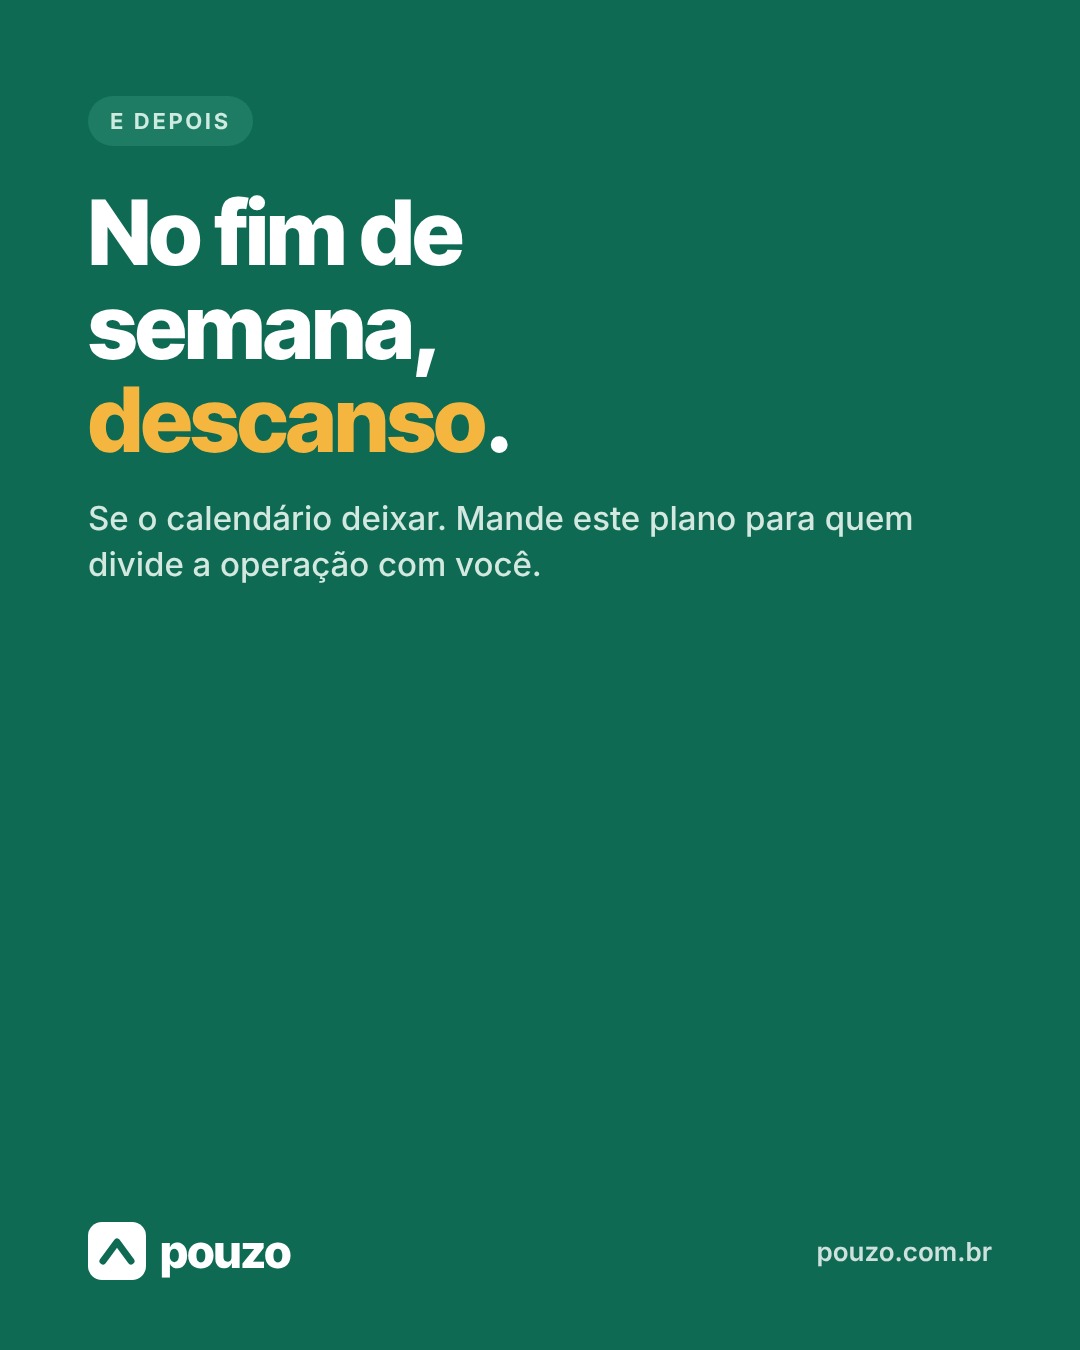 E DEPOIS
No fim de
semana,
descanso.
Se o calendário deixar. Mande este plano para quem
divide a operação com você.
pouzo
pouzo.com.br